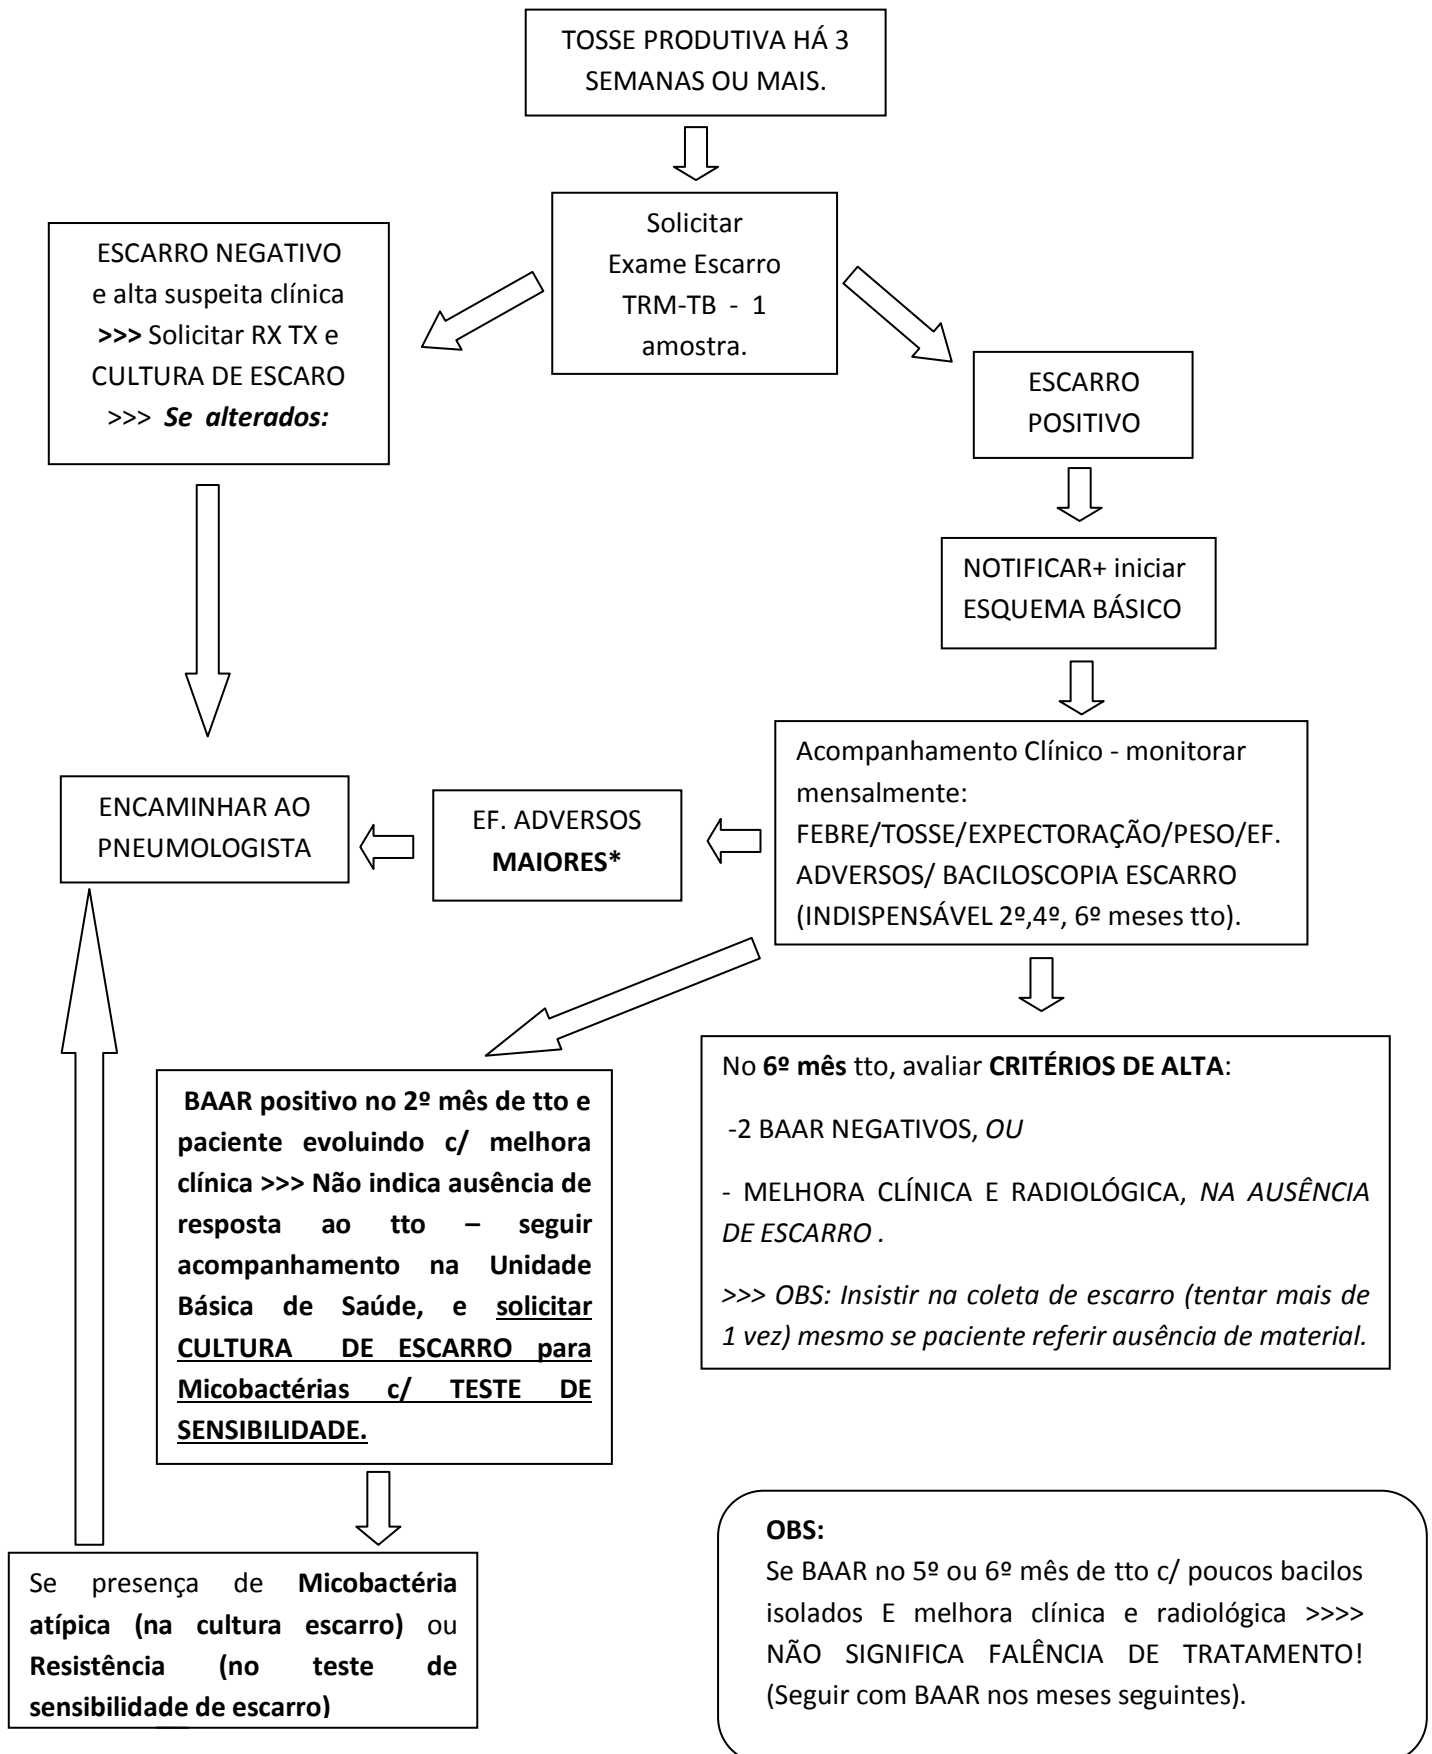 TOSSE PRODUTIVA HÁ 3
SEMANAS OU MAIS.
Solicitar
Exame Escarro
TRM-TB - 1
amostra.
ESCARRO NEGATIVO
e alta suspeita clínica
>>> Solicitar RX TX e
CULTURA DE ESCARO
>>> Se alterados:
ESCARRO
POSITIVO
NOTIFICAR+ iniciar
ESQUEMA BÁSICO
Acompanhamento Clínico - monitorar
mensalmente:
FEBRE/TOSSE/EXPECTORAÇÃO/PESO/EF.
ADVERSOS/ BACILOSCOPIA ESCARRO
(INDISPENSÁVEL 2º,4º, 6º meses tto).
EF. ADVERSOS
MAIORES*
ENCAMINHAR AO
PNEUMOLOGISTA
No 6º mês tto, avaliar CRITÉRIOS DE ALTA:
-2 BAAR NEGATIVOS, OU
- MELHORA CLÍNICA E RADIOLÓGICA, NA AUSÊNCIA
DE ESCARRO .
>>> OBS: Insistir na coleta de escarro (tentar mais de
1 vez) mesmo se paciente referir ausência de material.
BAAR positivo no 2º mês de tto e
paciente evoluindo c/ melhora
clínica >>> Não indica ausência de
resposta ao tto – seguir
acompanhamento na Unidade
Básica de Saúde, e solicitar
CULTURA DE ESCARRO para
Micobactérias c/ TESTE DE
SENSIBILIDADE.
Se presença de Micobactéria
atípica (na cultura escarro) ou
Resistência (no teste de
sensibilidade de escarro)
OBS:
Se BAAR no 5º ou 6º mês de tto c/ poucos bacilos
isolados E melhora clínica e radiológica >>>>
NÃO SIGNIFICA FALÊNCIA DE TRATAMENTO!
(Seguir com BAAR nos meses seguintes).